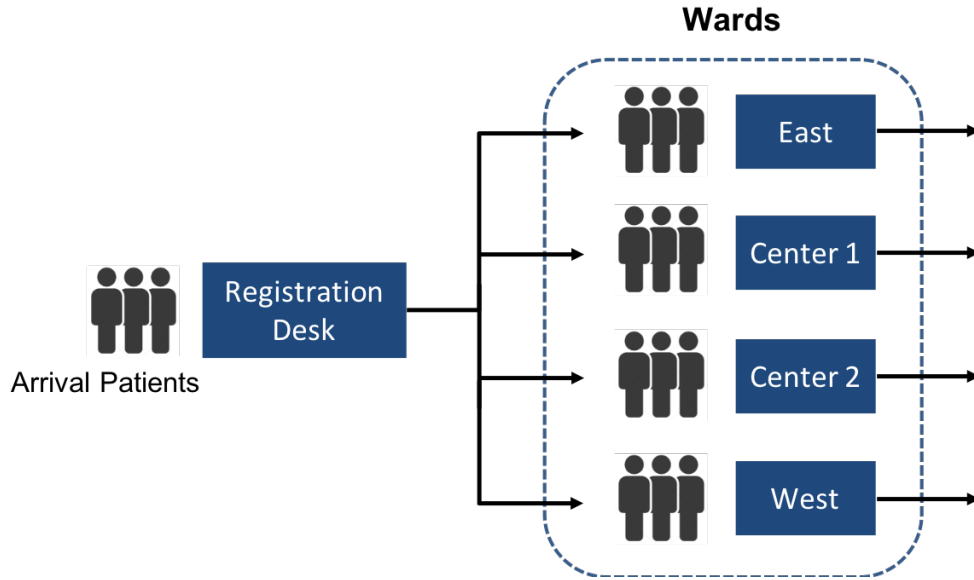 Wards
East
Center 1
Registration
Desk
Arrival Patients
Center 2
West